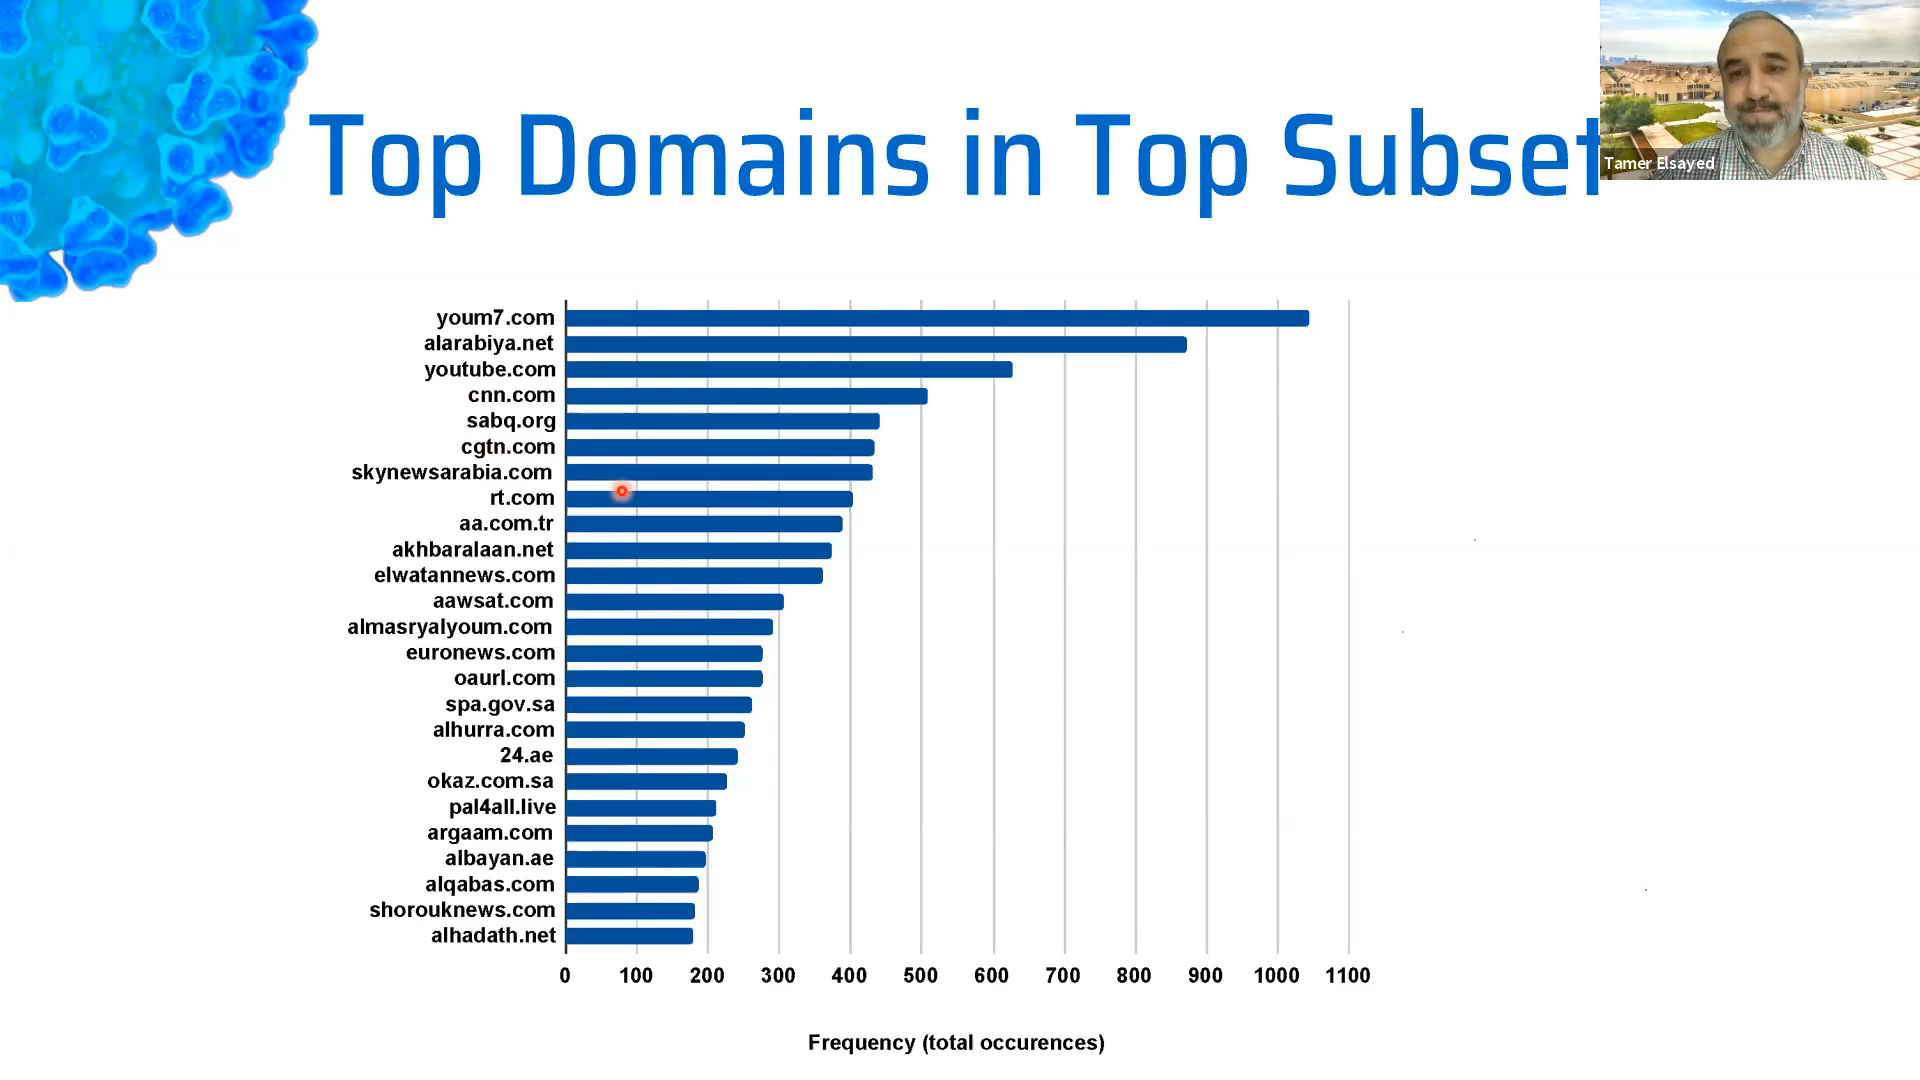 Top Domains in Top Subset
Tamer Elsayed
youm7.com
alarabiya.net
youtube.com
cnn.com
sabq.org
cgtn.com
skynewsarabia.com
rt.com
aa.com.tr
akhbaralaan.net
elwatannews.com
aawsat.com
almasryalyoum.com
euronews.com
oaurl.com
spa.gov.sa
alhurra.com
24.ae
okaz.com.sa
pal4all.live
argaam.com
albayan.ae
alqabas.com
shorouknews.com
alhadath.net
0 100 200 300 400 500 600 700 800 900 1000 1100
Frequency (total occurences)